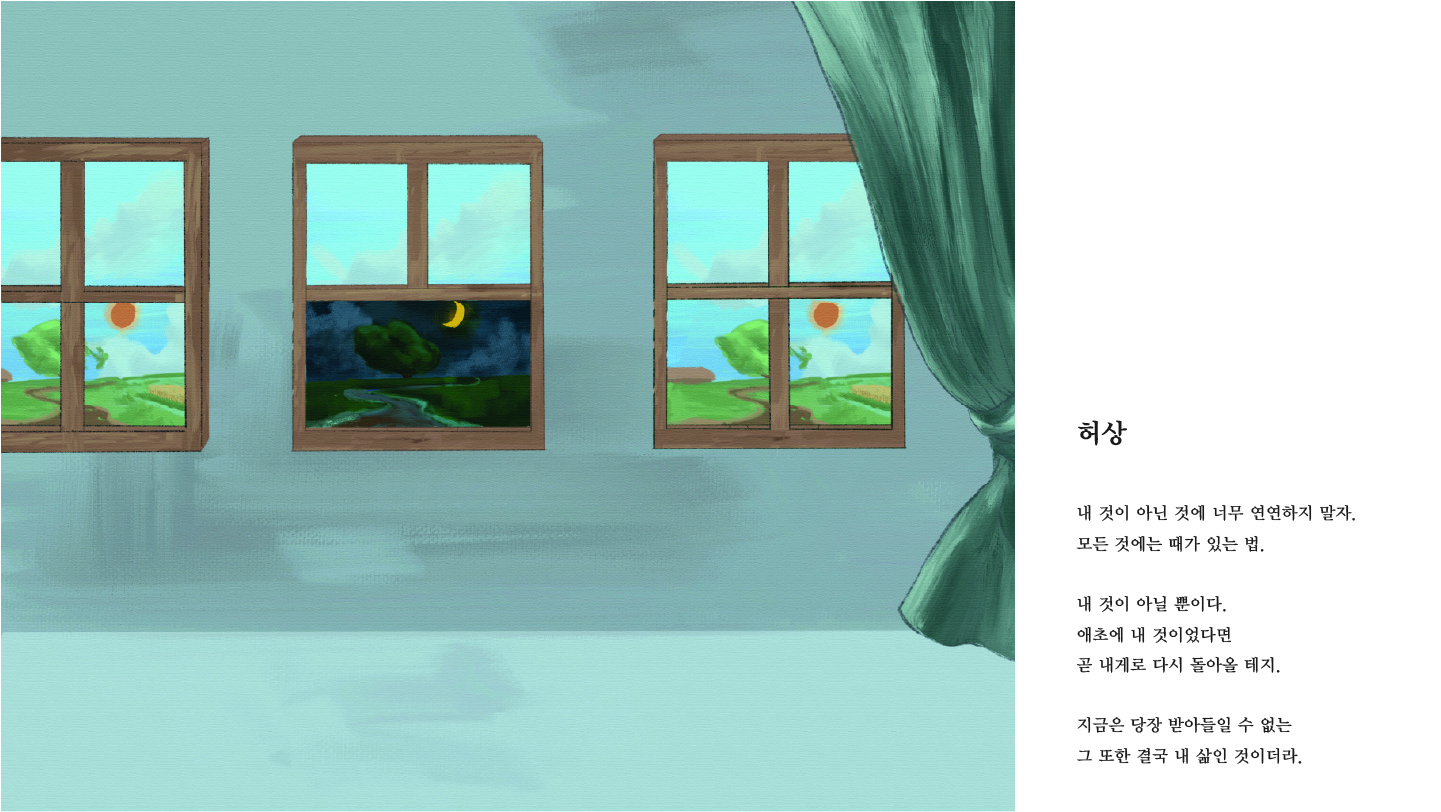 허상
내 것이 아닌 것에 너무 연연하지 말자.
모든 것에는 때가 있는 법.
내 것이 아닐 뿐이다.
애초에 내 것이었다면
곧 내게로 다시 돌아올 테지.
지금은 당장 받아들일 수 없는
그 또한 결국 내 삶인 것이더라.